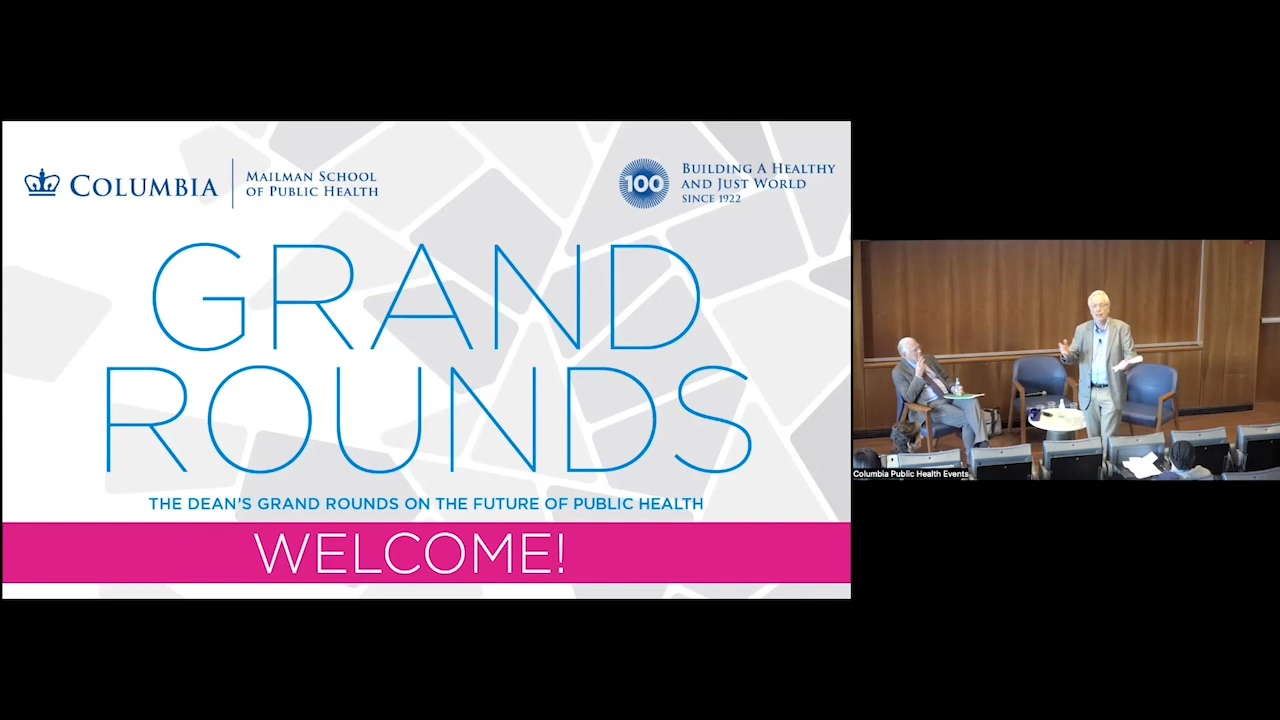 COLUMBIA
MAILMAN SCHOOL
OF PUBLIC HEALTH
100
BUILDING A HEALTHY
AND JUST WORLD
SINCE 1922
GRAND
ROUNDS
THE DEAN'S GRAND ROUNDS ON THE FUTURE OF PUBLIC HEALTH
WELCOME!
Columbia Public Health Events